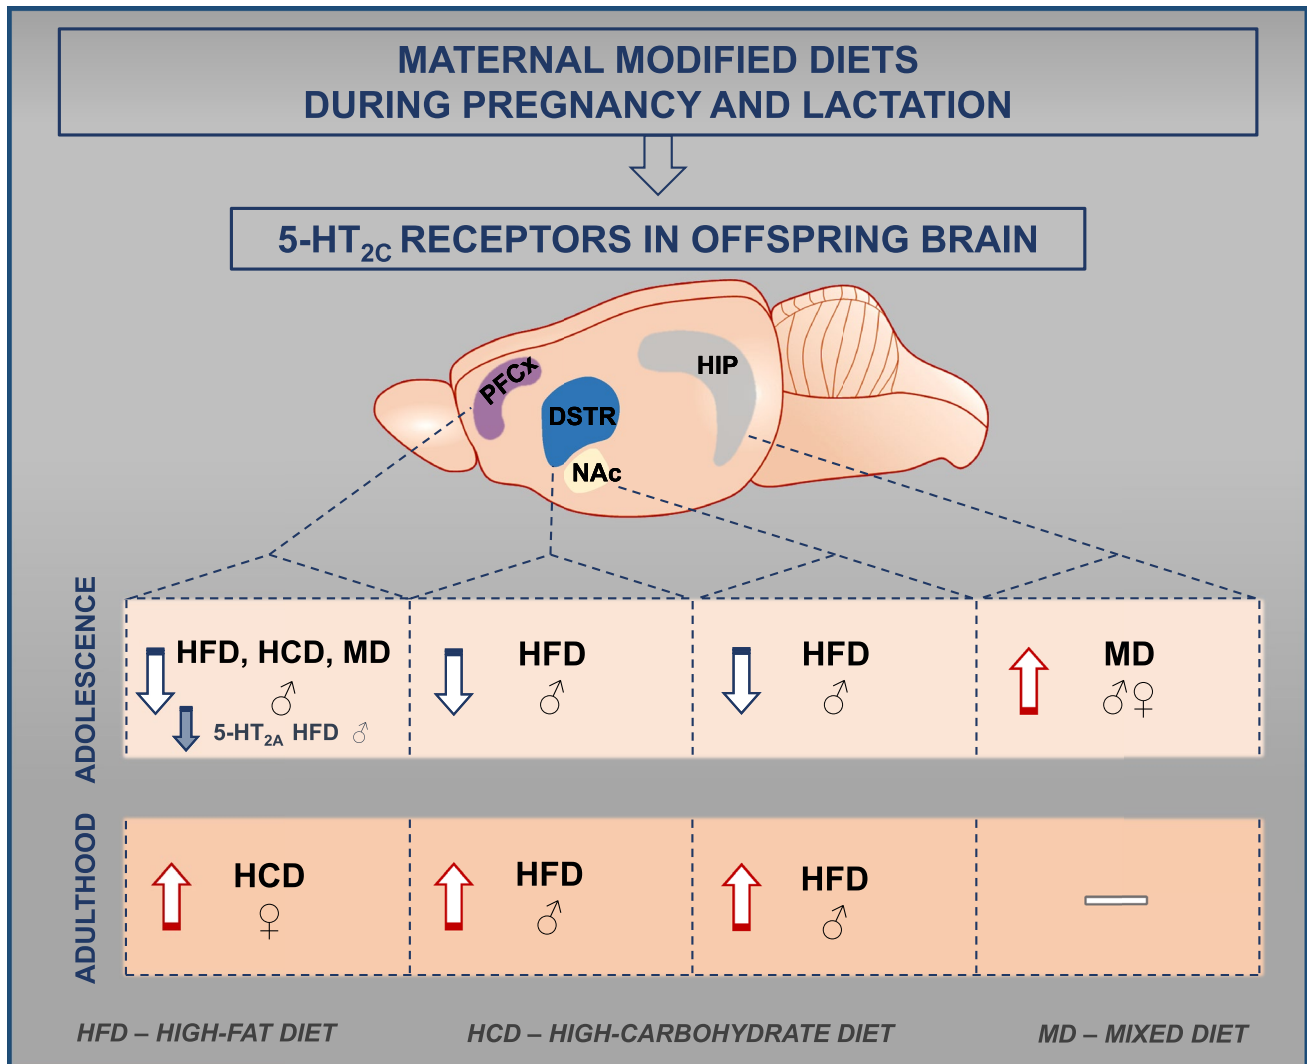 MATERNAL MODIFIED DIETS
DURING PREGNANCY AND LACTATION
5-HT2C RECEPTORS IN OFFSPRING BRAIN
PFCx
DSTR
NAc
HIP
ADOLESCENCE
HFD, HCD, MD
♂
5-HT2A HFD ♂
HFD
♂
HFD
♂
MD
♂♀
ADULTHOOD
HCD
♀
HFD
♂
HFD
♂
HFD – HIGH-FAT DIET
HCD – HIGH-CARBOHYDRATE DIET
MD – MIXED DIET